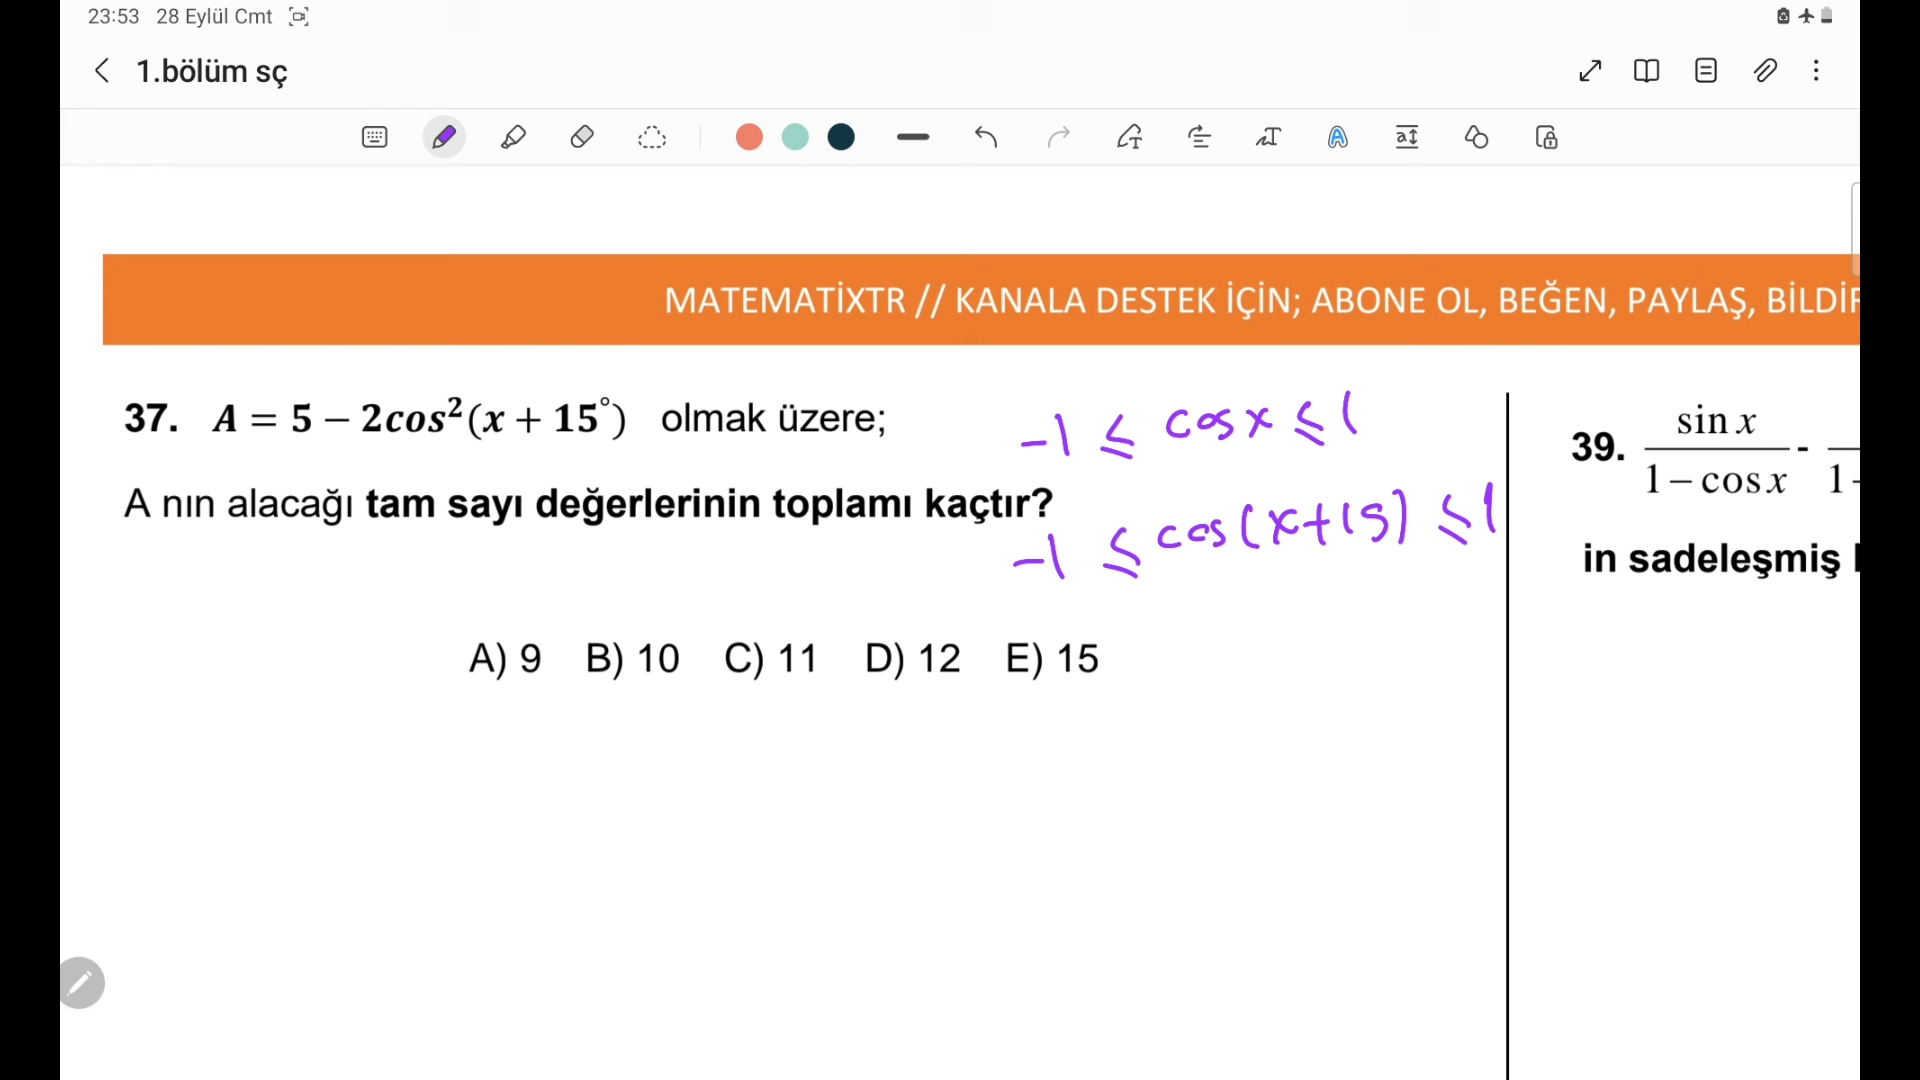 23:53 28 Eylül Cmt
1.bölüm sç
MATEMATİXTR // KANALA DESTEK İÇİN; ABONE OL, BEĞEN, PAYLAŞ, BİLDİR
37. A = 5 − 2cos²(x + 15°) olmak üzere;
-1 ≤ cosx ≤ 1
A nın alacağı tam sayı değerlerinin toplamı kaçtır?
-1 ≤ cos(x+15) ≤ 1
A) 9 B) 10 C) 11 D) 12 E) 15
39. sin x / 1 − cos x - / 1 -
in sadeleşmiş